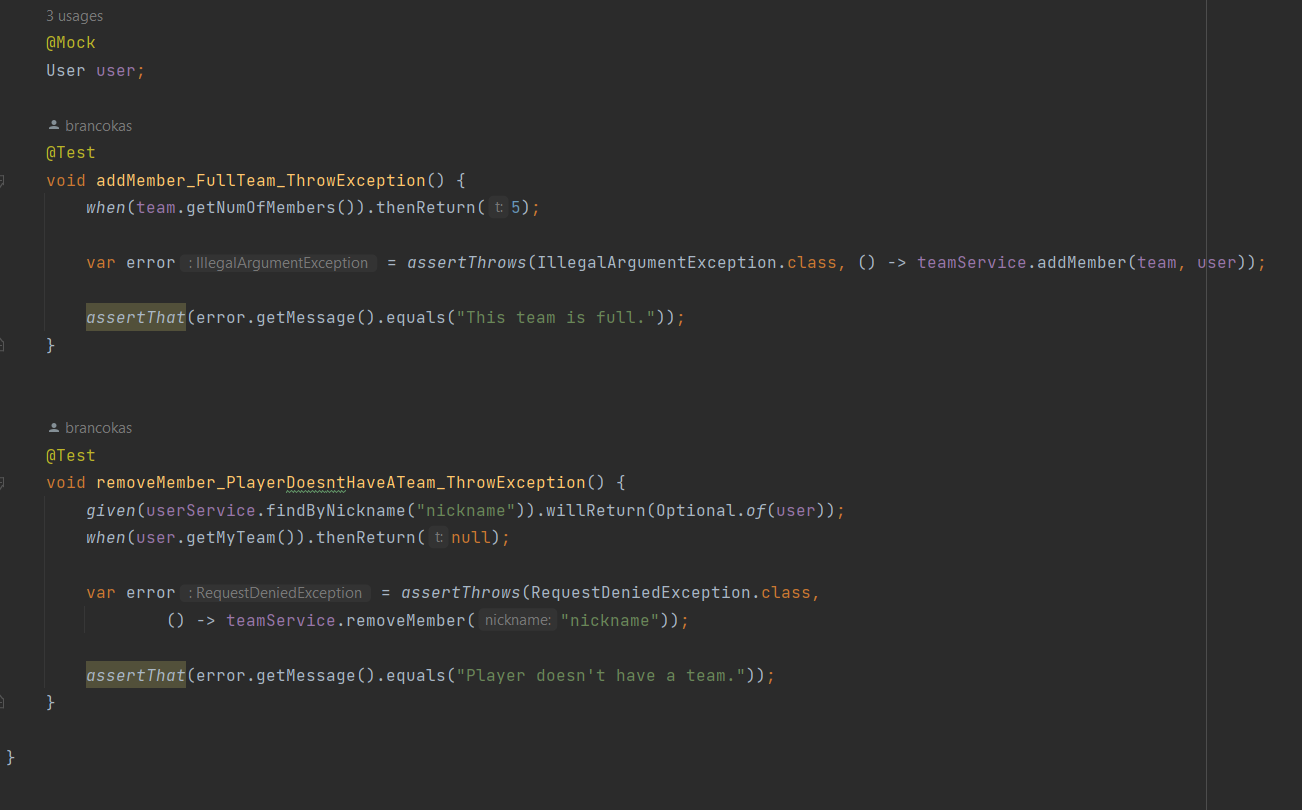 3 usages
@Mock
User user;
brancokas
@Test
void addMember_FullTeam_ThrowException() {
when(team.getNumOfMembers()).thenReturn( t: 5);
var error : IllegalArgumentException = assertThrows(IllegalArgumentException.class, () -> teamService.addMember(team, user));
assertThat(error.getMessage().equals("This team is full."));
}
brancokas
@Test
void removeMember_PlayerDoesntHaveATeam_ThrowException() {
given(userService.findByNickname("nickname")).willReturn(Optional.of(user));
when(user.getMyTeam()).thenReturn( t: null);
var error : RequestDeniedException = assertThrows(RequestDeniedException.class,
() -> teamService.removeMember( nickname: "nickname"));
assertThat(error.getMessage().equals("Player doesn't have a team."));
}
}